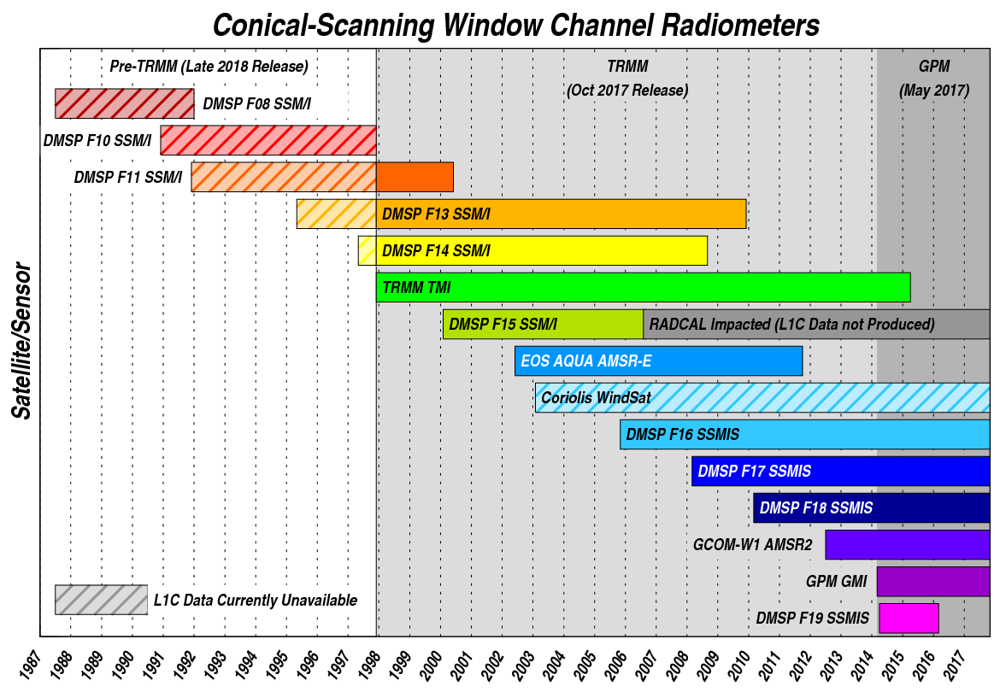 Conical-Scanning Window Channel Radiometers
Pre-TRMM (Late 2018 Release)
TRMM
(Oct 2017 Release)
GPM
(May 2017)
Satellite/Sensor
DMSP F08 SSM/I
DMSP F10 SSM/I
DMSP F11 SSM/I
DMSP F13 SSM/I
DMSP F14 SSM/I
TRMM TMI
DMSP F15 SSM/I
RADCAL Impacted (L1C Data not Produced)
EOS AQUA AMSR-E
Coriolis WindSat
DMSP F16 SSMIS
DMSP F17 SSMIS
DMSP F18 SSMIS
GCOM-W1 AMSR2
GPM GMI
L1C Data Currently Unavailable
DMSP F19 SSMIS
1987
1988
1989
1990
1991
1992
1993
1994
1995
1996
1997
1998
1999
2000
2001
2002
2003
2004
2005
2006
2007
2008
2009
2010
2011
2012
2013
2014
2015
2016
2017